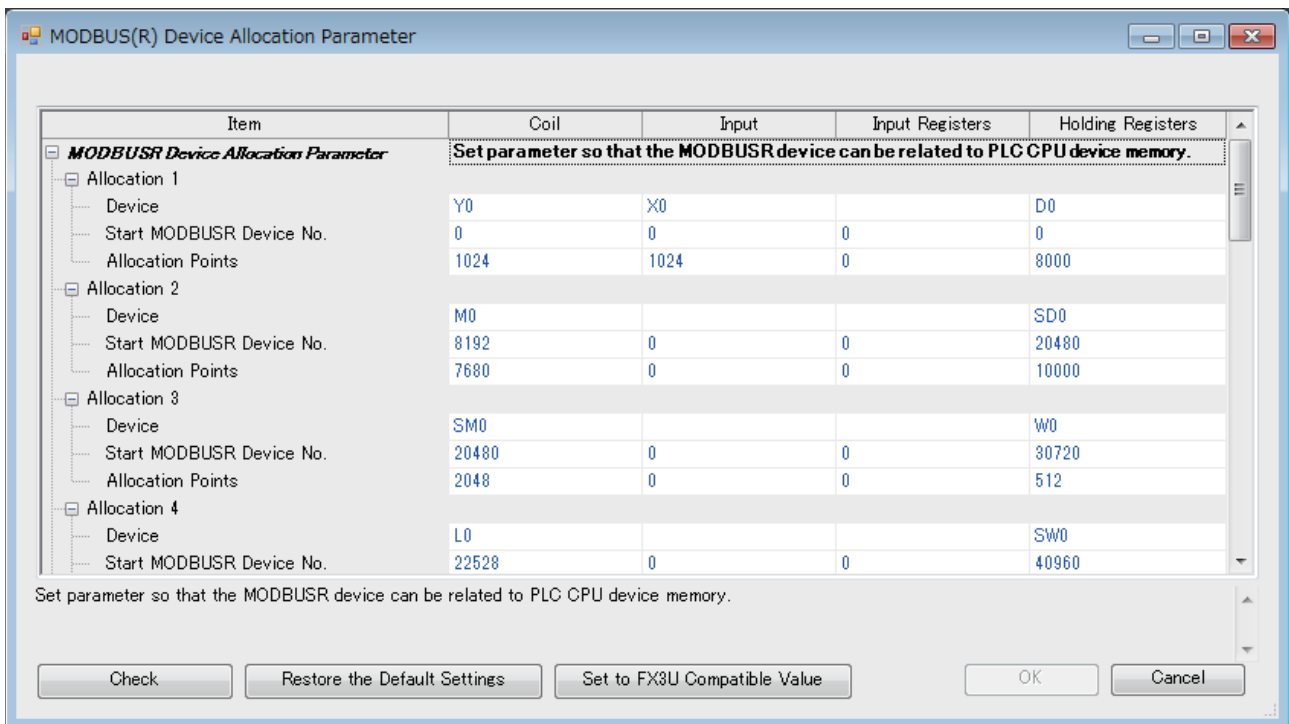 MODBUS(R) Device Allocation Parameter
Item Coil Input Input Registers Holding Registers
MODBUSR Device Allocation Parameter Set parameter so that the MODBUSR device can be related to PLC CPU device memory.
Allocation 1
Device Y0 X0 D0
Start MODBUSR Device No. 0 0 0 0
Allocation Points 1024 1024 0 8000
Allocation 2
Device M0 SD0
Start MODBUSR Device No. 8192 0 0 20480
Allocation Points 7680 0 0 10000
Allocation 3
Device SM0 W0
Start MODBUSR Device No. 20480 0 0 30720
Allocation Points 2048 0 0 512
Allocation 4
Device L0 SW0
Start MODBUSR Device No. 22528 0 0 40960
Set parameter so that the MODBUSR device can be related to PLC CPU device memory.
Check Restore the Default Settings Set to FX3U Compatible Value OK Cancel